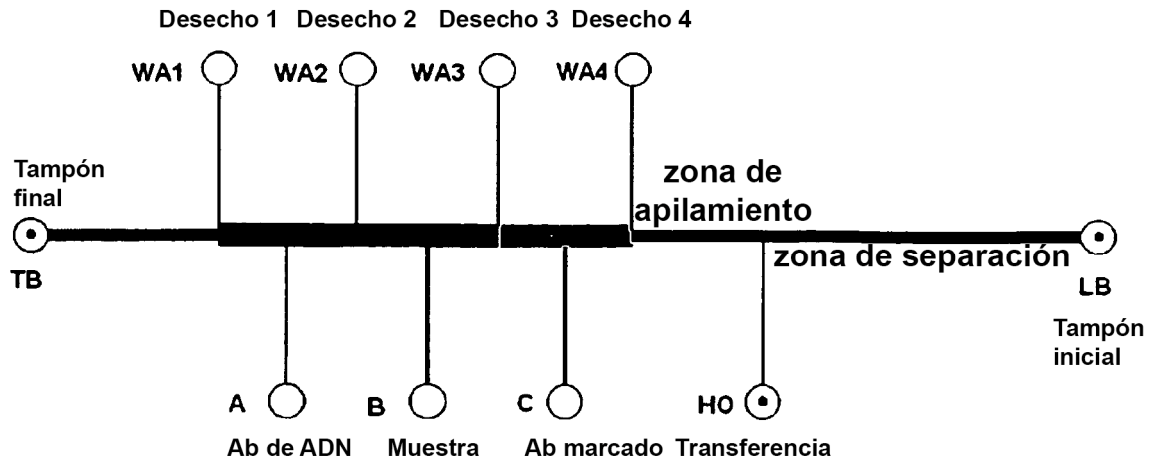 Desecho 1 Desecho 2 Desecho 3 Desecho 4
WA1 WA2 WA3 WA4
Tampón
final
zona de
apilamiento
zona de separación
TB
LB
Tampón
inicial
A B C HO
Ab de ADN Muestra Ab marcado Transferencia